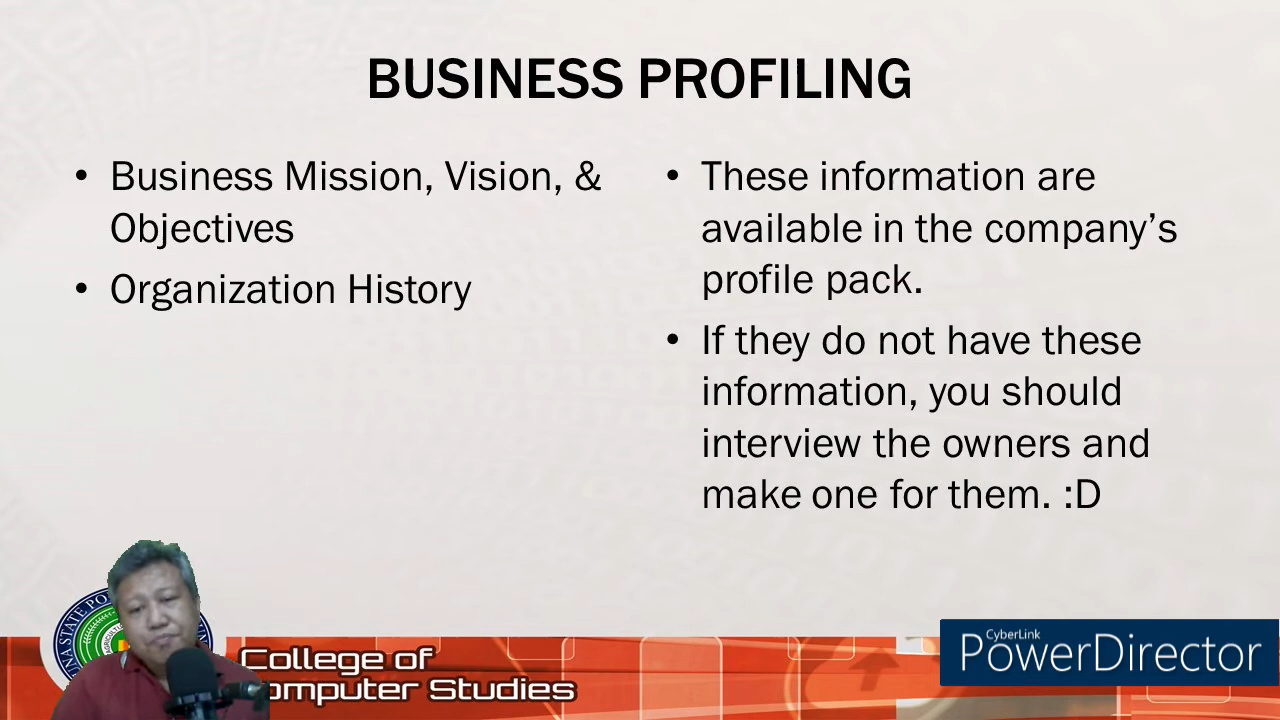 BUSINESS PROFILING
• Business Mission, Vision, &
Objectives
• Organization History
• These information are
available in the company’s
profile pack.
• If they do not have these
information, you should
interview the owners and
make one for them. :D
College of
omputer Studies
CyberLink
PowerDirector